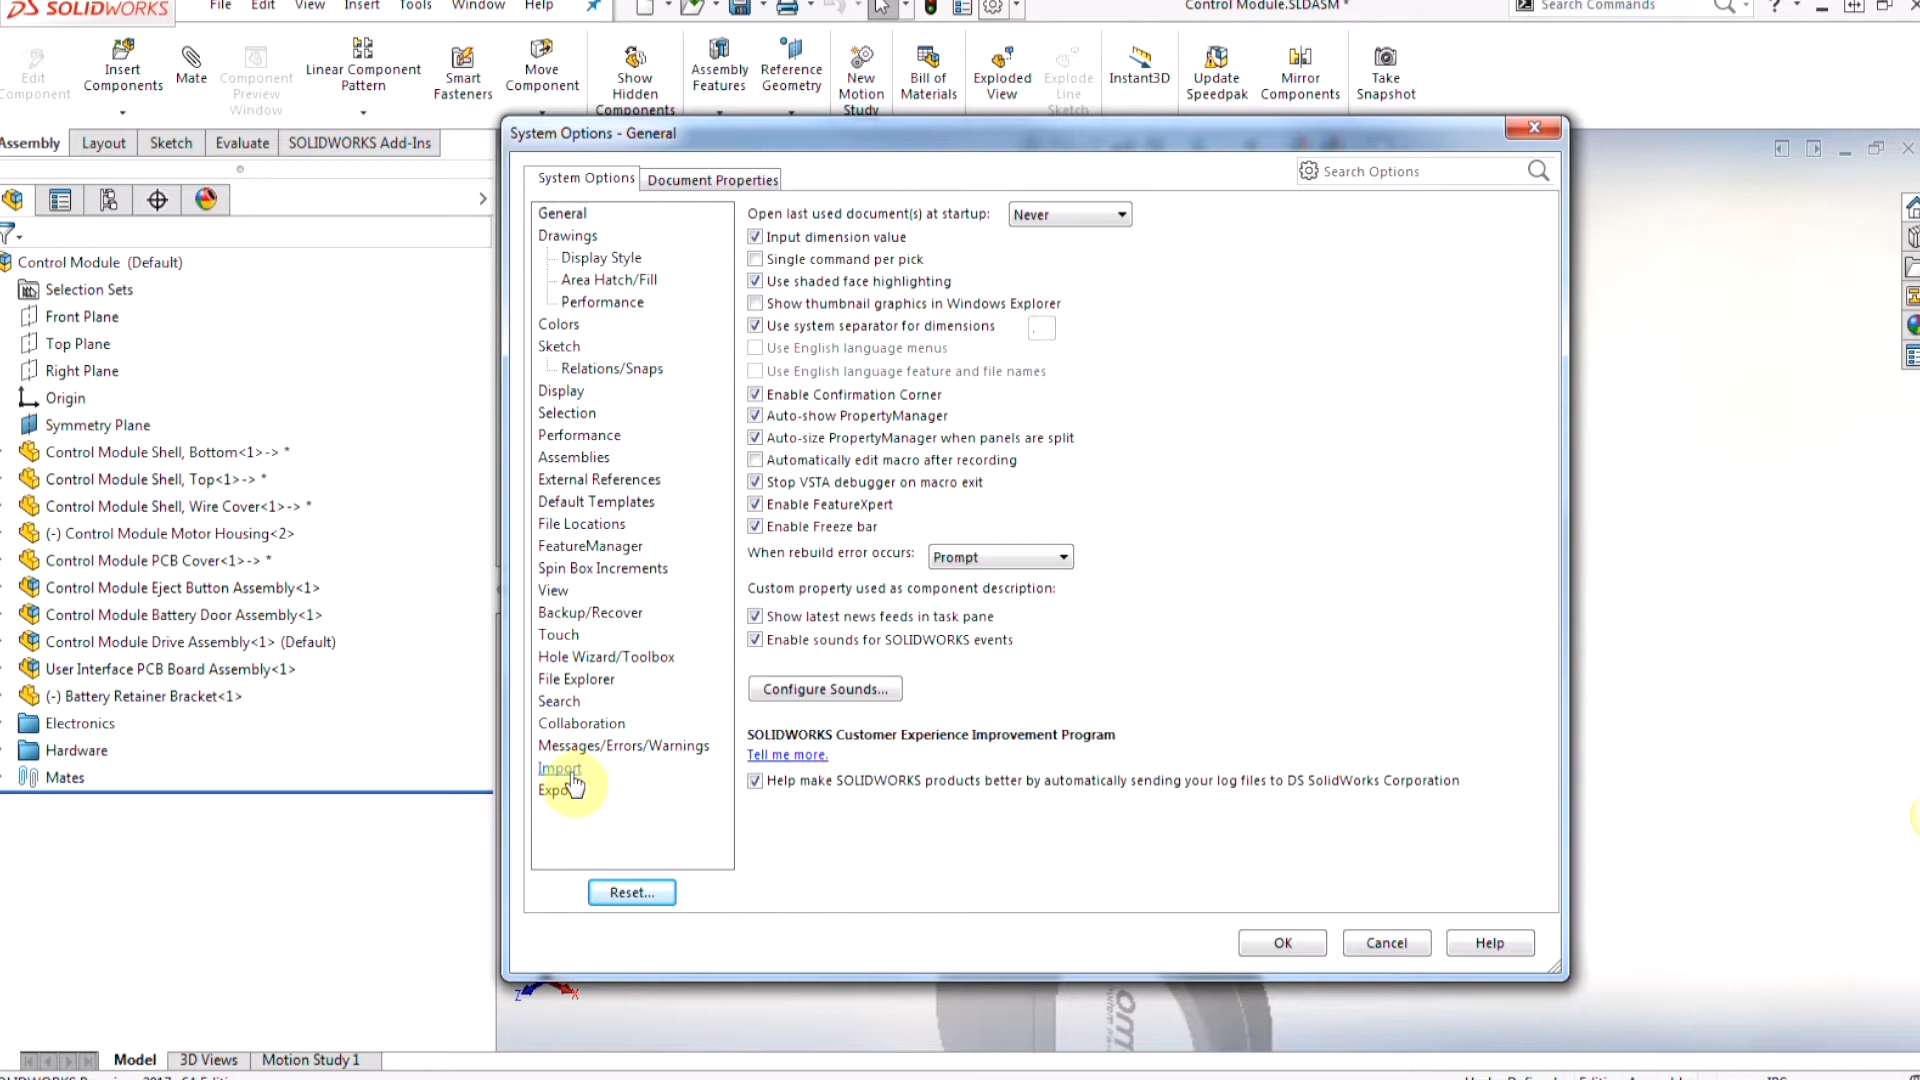 SOLIDWORKS
File Edit View Insert Tools Window Help
Control Module.SLDASM *
Search Commands
Edit Component
Insert Components
Mate
Component Preview Window
Linear Component Pattern
Smart Fasteners
Move Component
Show Hidden Components
Assembly Features
Reference Geometry
New Motion Study
Bill of Materials
Exploded View
Explode Line Sketch
Instant3D
Update Speedpak
Mirror Components
Take Snapshot
Assembly Layout Sketch Evaluate SOLIDWORKS Add-Ins
Control Module (Default)
Selection Sets
Front Plane
Top Plane
Right Plane
Origin
Symmetry Plane
Control Module Shell, Bottom<1>-> *
Control Module Shell, Top<1>-> *
Control Module Shell, Wire Cover<1>-> *
(-) Control Module Motor Housing<2>
Control Module PCB Cover<1>-> *
Control Module Eject Button Assembly<1>
Control Module Battery Door Assembly<1>
Control Module Drive Assembly<1> (Default)
User Interface PCB Board Assembly<1>
(-) Battery Retainer Bracket<1>
Electronics
Hardware
Mates
System Options - General
System Options Document Properties
Search Options
General
Drawings
Display Style
Area Hatch/Fill
Performance
Colors
Sketch
Relations/Snaps
Display
Selection
Performance
Assemblies
External References
Default Templates
File Locations
FeatureManager
Spin Box Increments
View
Backup/Recover
Touch
Hole Wizard/Toolbox
File Explorer
Search
Collaboration
Messages/Errors/Warnings
Import
Reset...
Open last used document(s) at startup: Never
Input dimension value
Single command per pick
Use shaded face highlighting
Show thumbnail graphics in Windows Explorer
Use system separator for dimensions .
Use English language menus
Use English language feature and file names
Enable Confirmation Corner
Auto-show PropertyManager
Auto-size PropertyManager when panels are split
Automatically edit macro after recording
Stop VSTA debugger on macro exit
Enable FeatureXpert
Enable Freeze bar
When rebuild error occurs: Prompt
Custom property used as component description:
Show latest news feeds in task pane
Enable sounds for SOLIDWORKS events
Configure Sounds...
SOLIDWORKS Customer Experience Improvement Program
Tell me more.
Help make SOLIDWORKS products better by automatically sending your log files to DS SolidWorks Corporation
OK Cancel Help
Z X
Model 3D Views Motion Study 1